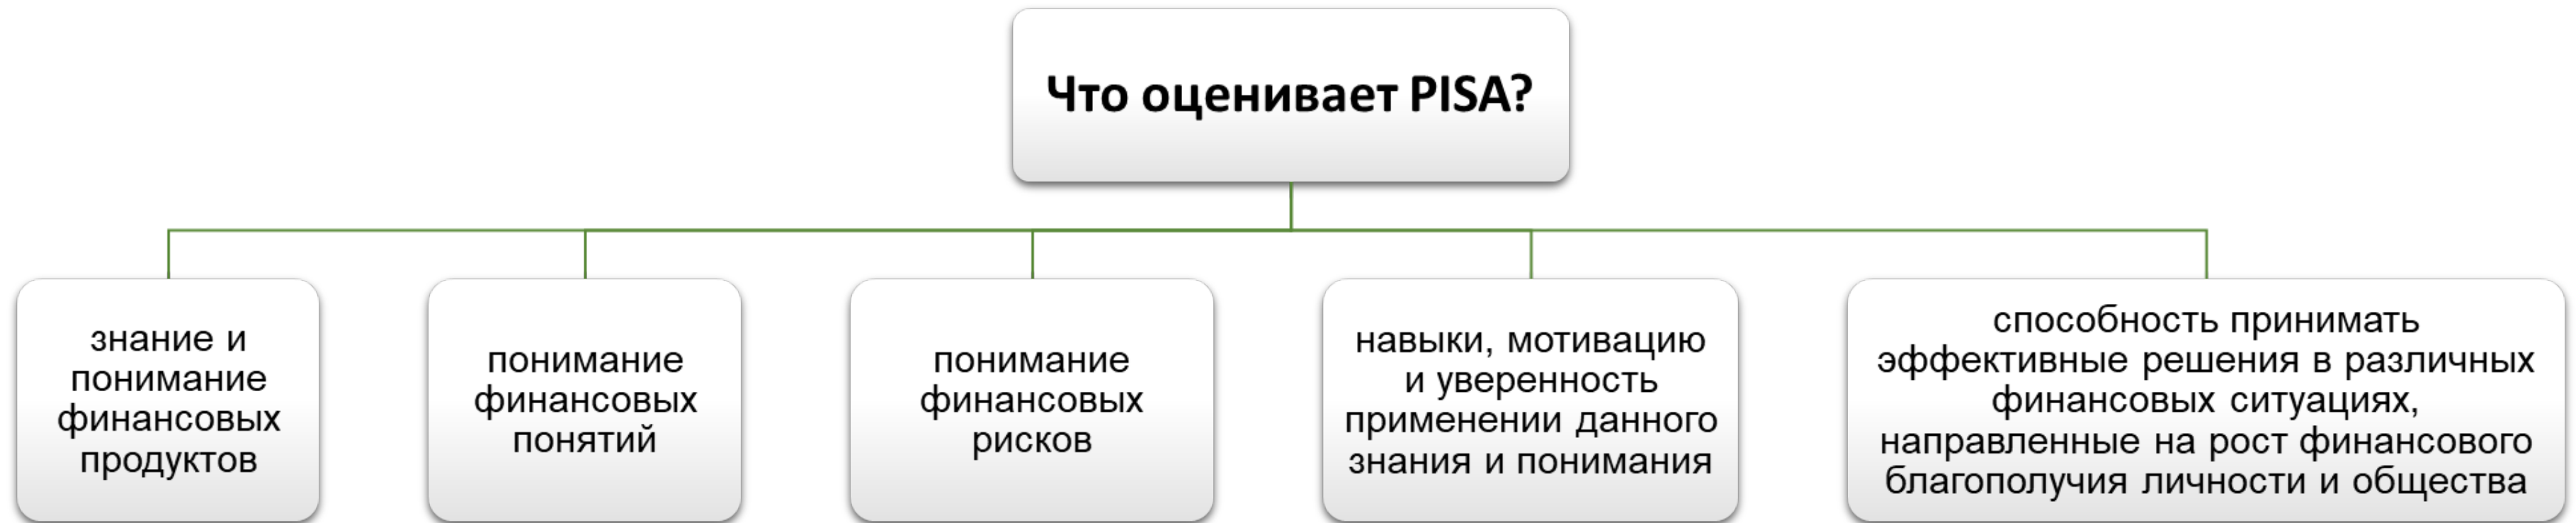 Что оценивает PISA?
знание и
понимание
финансовых
продуктов
понимание
финансовых
понятий
понимание
финансовых
рисков
навыки, мотивацию
и уверенность
применении данного
знания и понимания
способность принимать
эффективные решения в различных
финансовых ситуациях,
направленные на рост финансового
благополучия личности и общества